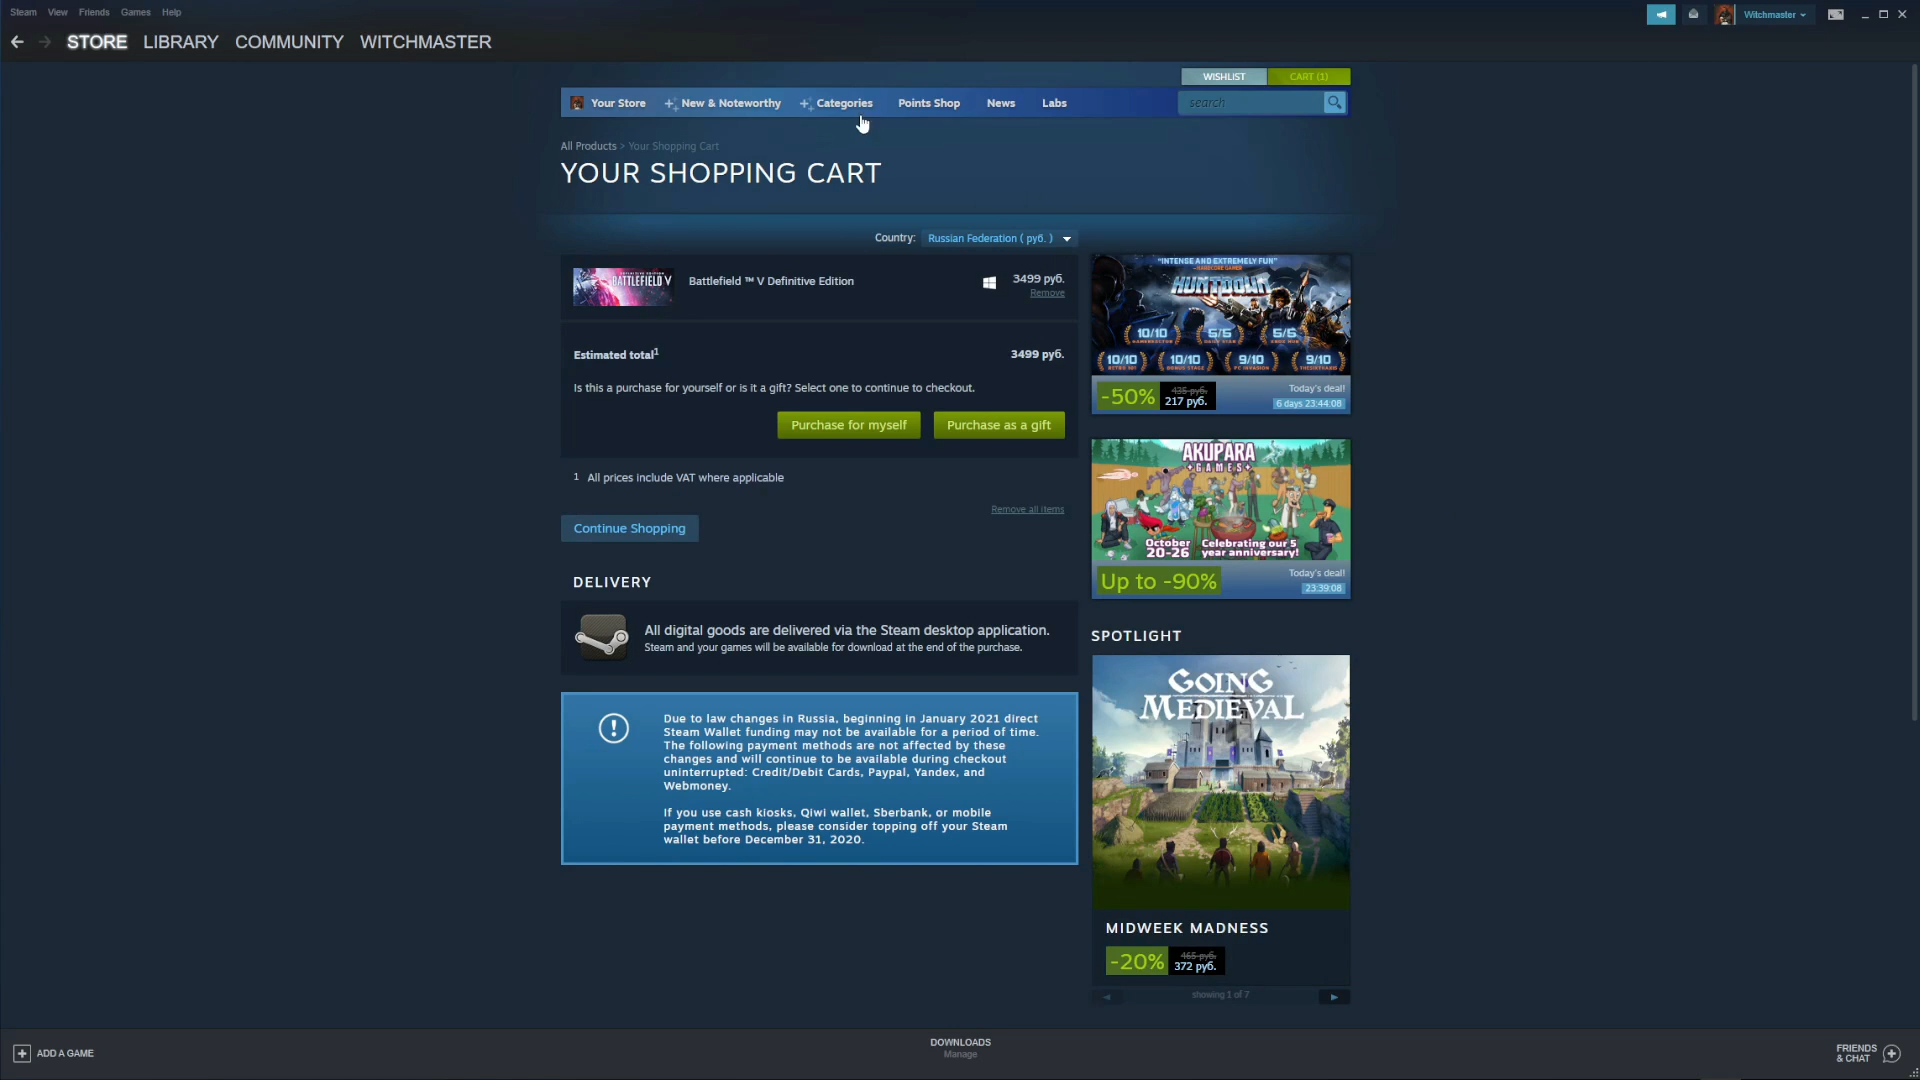 Steam View Friends Games Help
Witchmaster
STORE LIBRARY COMMUNITY WITCHMASTER
WISHLIST CART (1)
Your Store New & Noteworthy Categories Points Shop News Labs search
All Products > Your Shopping Cart
YOUR SHOPPING CART
Country: Russian Federation ( руб. )
BATTLEFIELD V
Battlefield ™ V Definitive Edition
3499 руб.
Remove
Estimated total1
3499 руб.
Is this a purchase for yourself or is it a gift? Select one to continue to checkout.
Purchase for myself Purchase as a gift
1 All prices include VAT where applicable
Remove all items
Continue Shopping
DELIVERY
All digital goods are delivered via the Steam desktop application.
Steam and your games will be available for download at the end of the purchase.
Due to law changes in Russia, beginning in January 2021 direct
Steam Wallet funding may not be available for a period of time.
The following payment methods are not affected by these
changes and will continue to be available during checkout
uninterrupted: Credit/Debit Cards, Paypal, Yandex, and
Webmoney.
If you use cash kiosks, Qiwi wallet, Sberbank, or mobile
payment methods, please consider topping off your Steam
wallet before December 31, 2020.
"INTENSE AND EXTREMELY FUN"
HUNTDOWN
10/10 5/5 5/5
10/10 10/10 9/10 9/10
-50%
435 руб.
217 руб.
Today's deal!
6 days 23:44:08
AKUPARA
GAMES
October
20-26
Celebrating our 5
year anniversary!
Up to -90%
Today's deal!
23:39:08
SPOTLIGHT
GOING
MEDIEVAL
MIDWEEK MADNESS
-20%
465 руб.
372 руб.
showing 1 of 7
ADD A GAME
DOWNLOADS
Manage
FRIENDS
& CHAT